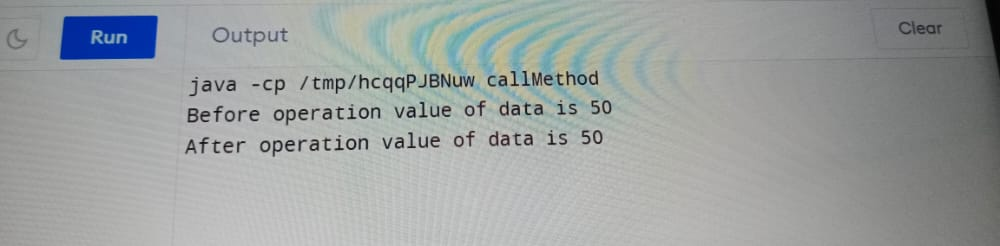 Run Output Clear
java -cp /tmp/hcqqPJBNuw callMethod
Before operation value of data is 50
After operation value of data is 50